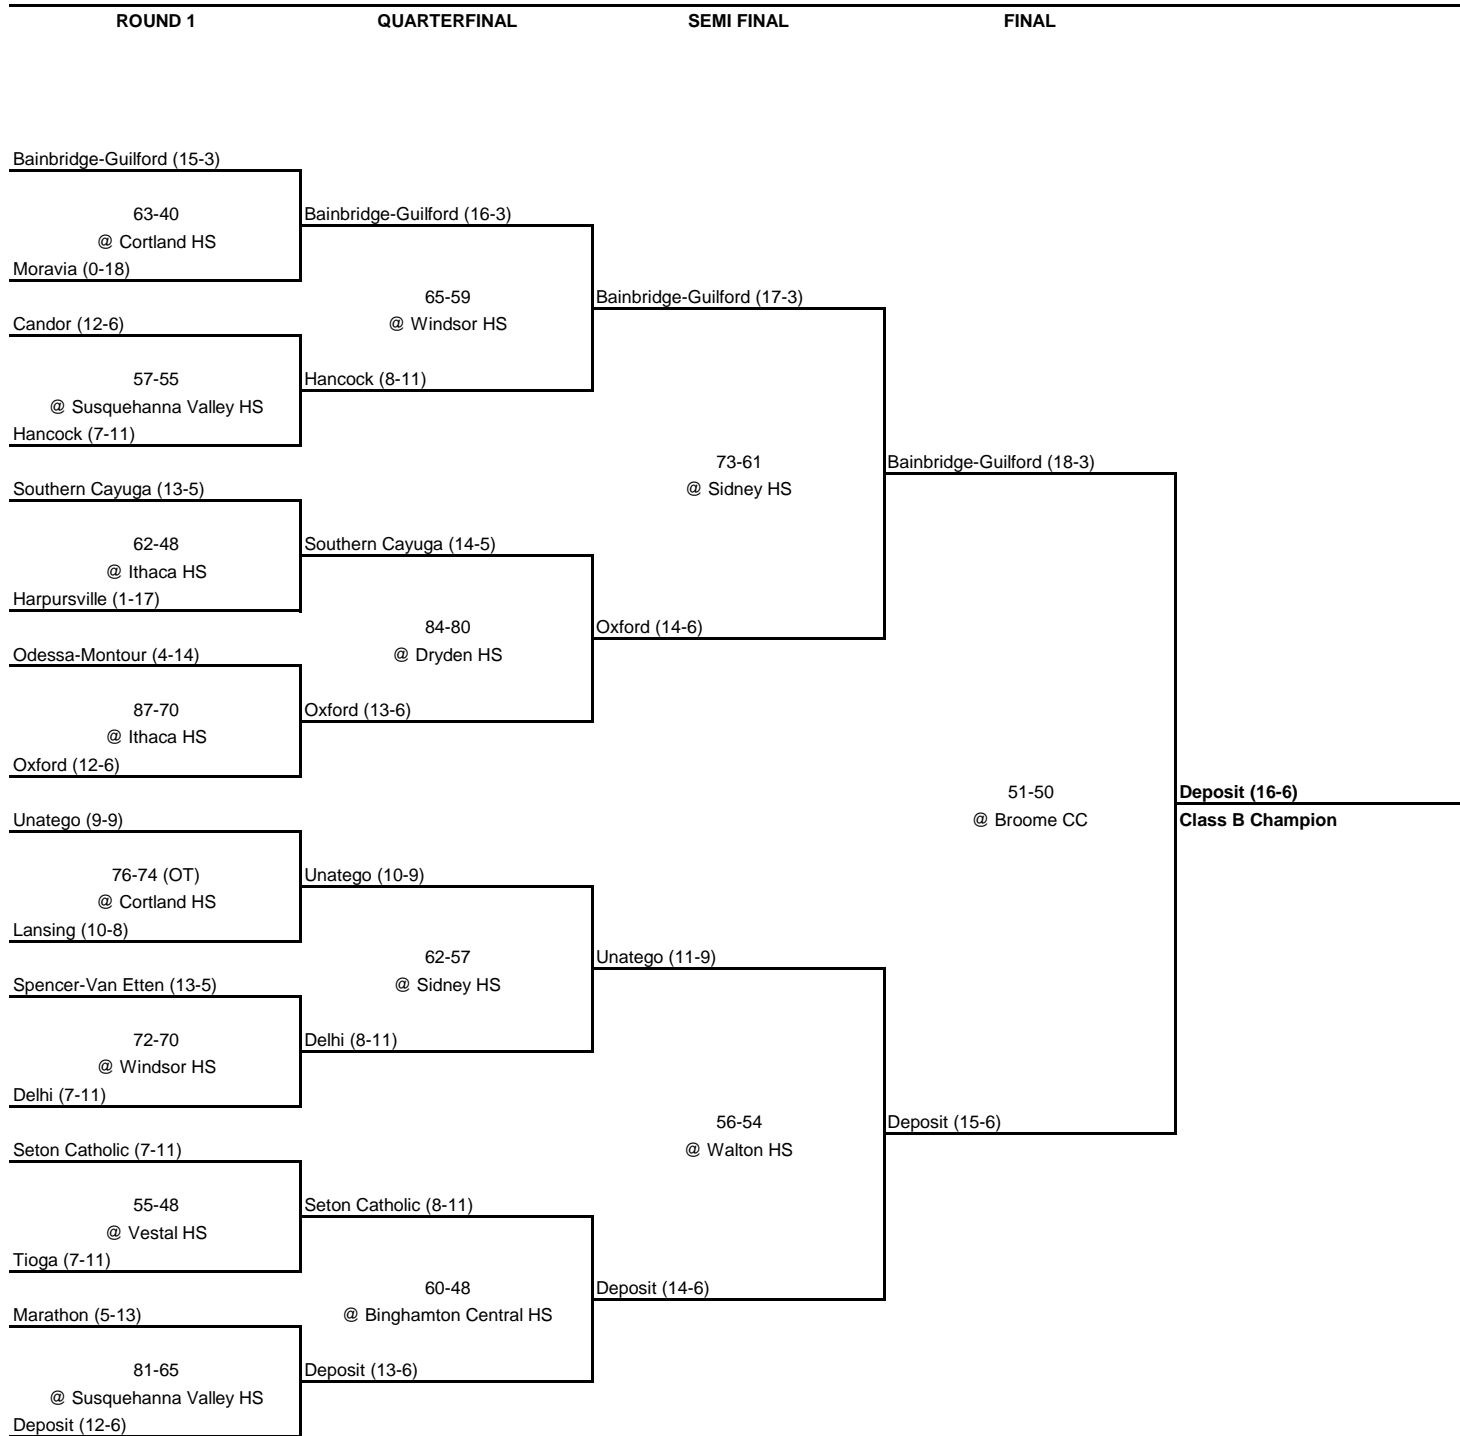 ROUND 1 QUARTERFINAL SEMI FINAL FINAL
Bainbridge-Guilford (15-3)
63-40 Bainbridge-Guilford (16-3)
@ Cortland HS
Moravia (0-18)
65-59 Bainbridge-Guilford (17-3)
Candor (12-6) @ Windsor HS
57-55 Hancock (8-11)
@ Susquehanna Valley HS
Hancock (7-11)
73-61 Bainbridge-Guilford (18-3)
Southern Cayuga (13-5) @ Sidney HS
62-48 Southern Cayuga (14-5)
@ Ithaca HS
Harpursville (1-17)
84-80 Oxford (14-6)
Odessa-Montour (4-14) @ Dryden HS
87-70 Oxford (13-6)
@ Ithaca HS
Oxford (12-6)
51-50 Deposit (16-6)
Unatego (9-9) @ Broome CC Class B Champion
76-74 (OT) Unatego (10-9)
@ Cortland HS
Lansing (10-8)
62-57 Unatego (11-9)
Spencer-Van Etten (13-5) @ Sidney HS
72-70 Delhi (8-11)
@ Windsor HS
Delhi (7-11)
56-54 Deposit (15-6)
Seton Catholic (7-11) @ Walton HS
55-48 Seton Catholic (8-11)
@ Vestal HS
Tioga (7-11)
60-48 Deposit (14-6)
Marathon (5-13) @ Binghamton Central HS
81-65 Deposit (13-6)
@ Susquehanna Valley HS
Deposit (12-6)